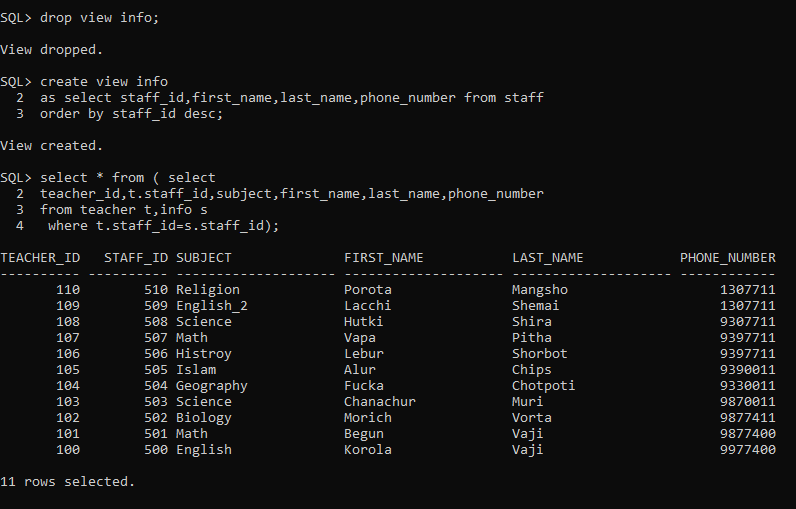 SQL> drop view info;
View dropped.
SQL> create view info
  2  as select staff_id,first_name,last_name,phone_number from staff
  3  order by staff_id desc;
View created.
SQL> select * from ( select
  2  teacher_id,t.staff_id,subject,first_name,last_name,phone_number
  3  from teacher t,info s
  4   where t.staff_id=s.staff_id);
TEACHER_ID   STAFF_ID SUBJECT              FIRST_NAME           LAST_NAME            PHONE_NUMBER
---------- ---------- -------------------- -------------------- -------------------- ------------
       110        510 Religion             Porota               Mangsho                   1307711
       109        509 English_2            Lacchi               Shemai                    1307711
       108        508 Science              Hutki                Shira                     9307711
       107        507 Math                 Vapa                 Pitha                     9397711
       106        506 Histroy              Lebur                Shorbot                   9397711
       105        505 Islam                Alur                 Chips                     9390011
       104        504 Geography            Fucka                Chotpoti                  9330011
       103        503 Science              Chanachur            Muri                      9870011
       102        502 Biology              Morich               Vorta                     9877411
       101        501 Math                 Begun                Vaji                      9877400
       100        500 English              Korola               Vaji                      9977400
11 rows selected.